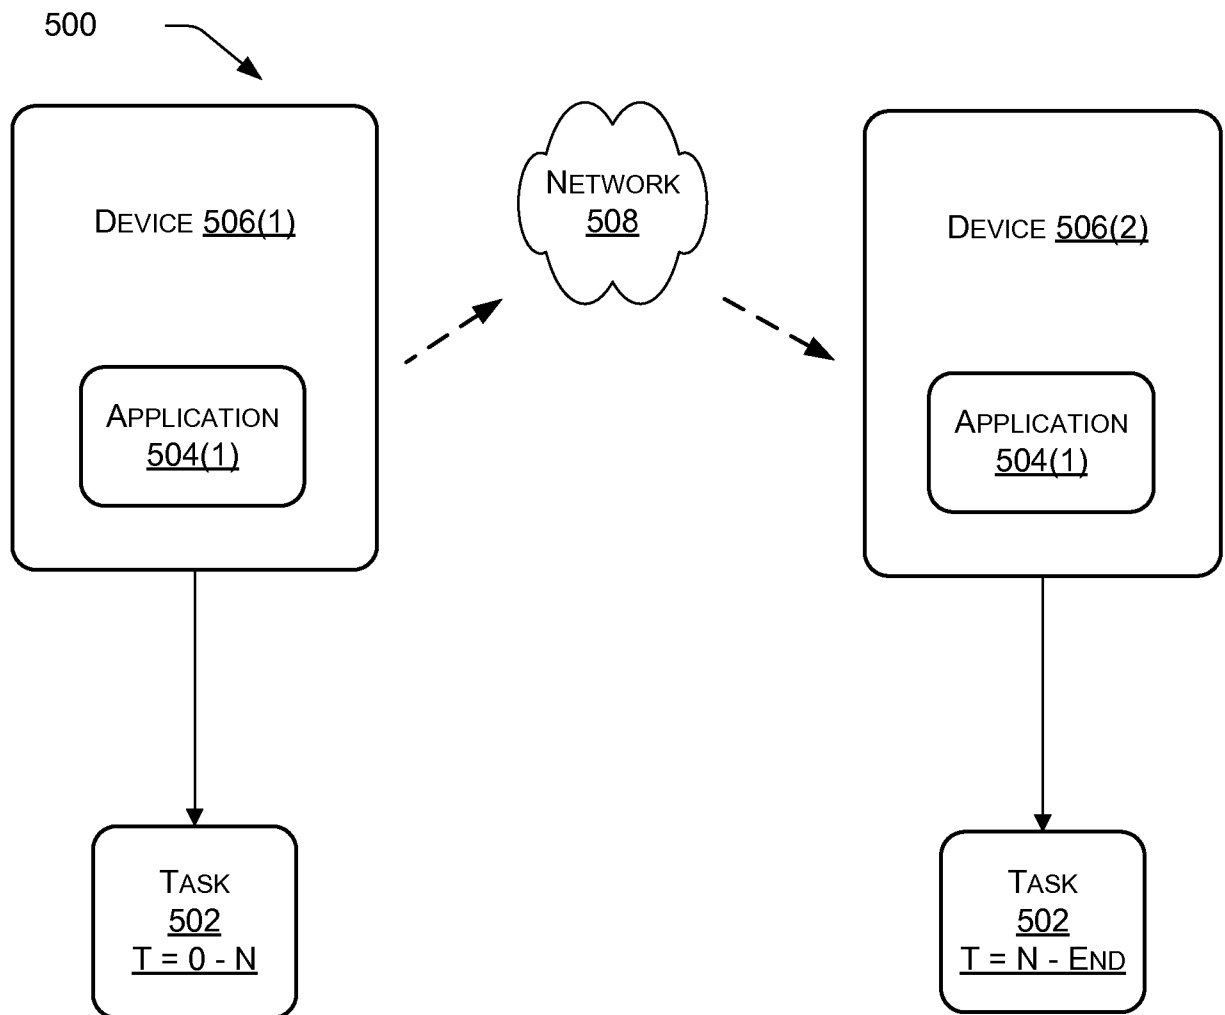 500
DEVICE 506(1)
APPLICATION
504(1)
NETWORK
508
DEVICE 506(2)
APPLICATION
504(1)
TASK
502
T = 0 - N
TASK
502
T = N - END